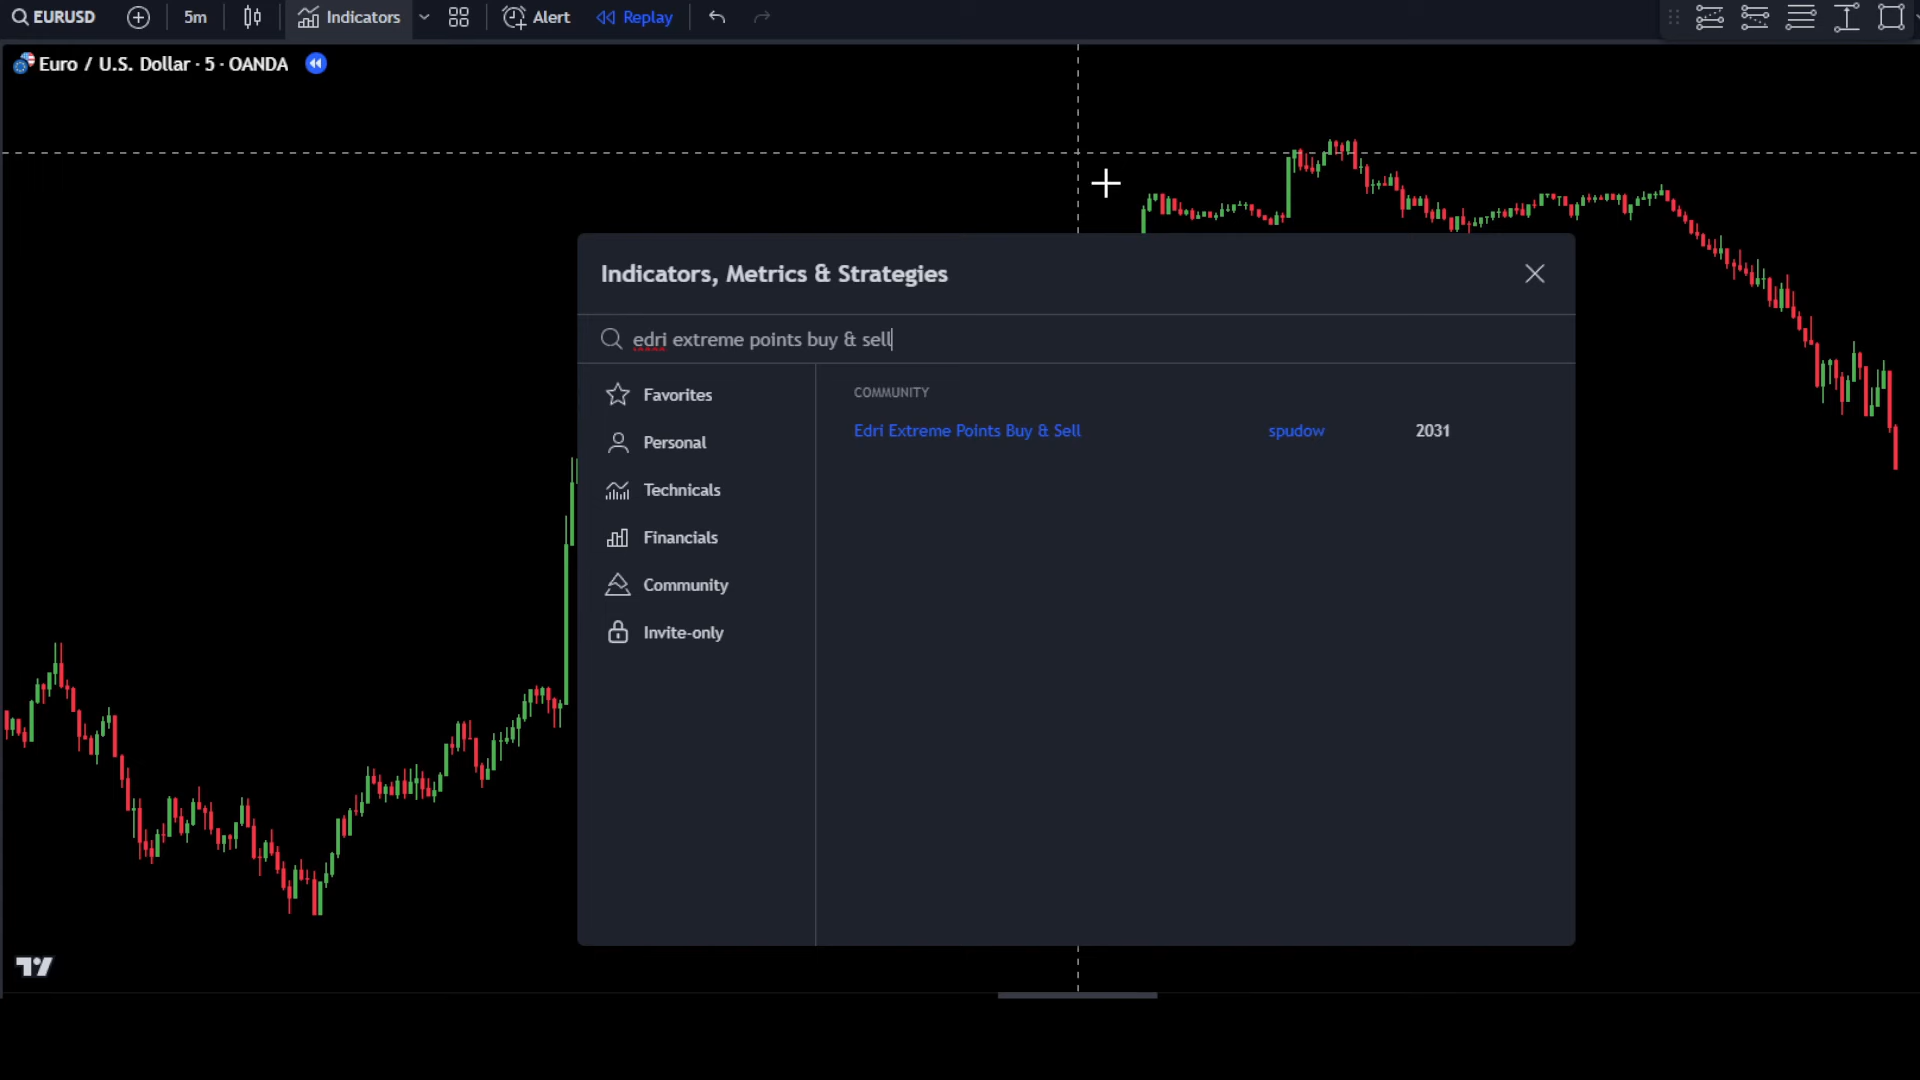 EURUSD 5m Indicators Alert Replay
Euro / U.S. Dollar · 5 · OANDA
Indicators, Metrics & Strategies
edri extreme points buy & sell
Favorites
Personal
Technicals
Financials
Community
Invite-only
COMMUNITY
Edri Extreme Points Buy & Sell spudow 2031